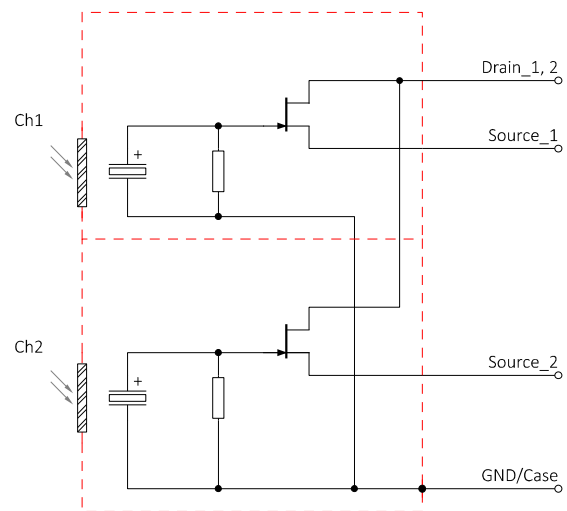 Drain_1, 2
Ch1
Source_1
+
Ch2
Source_2
+
GND/Case